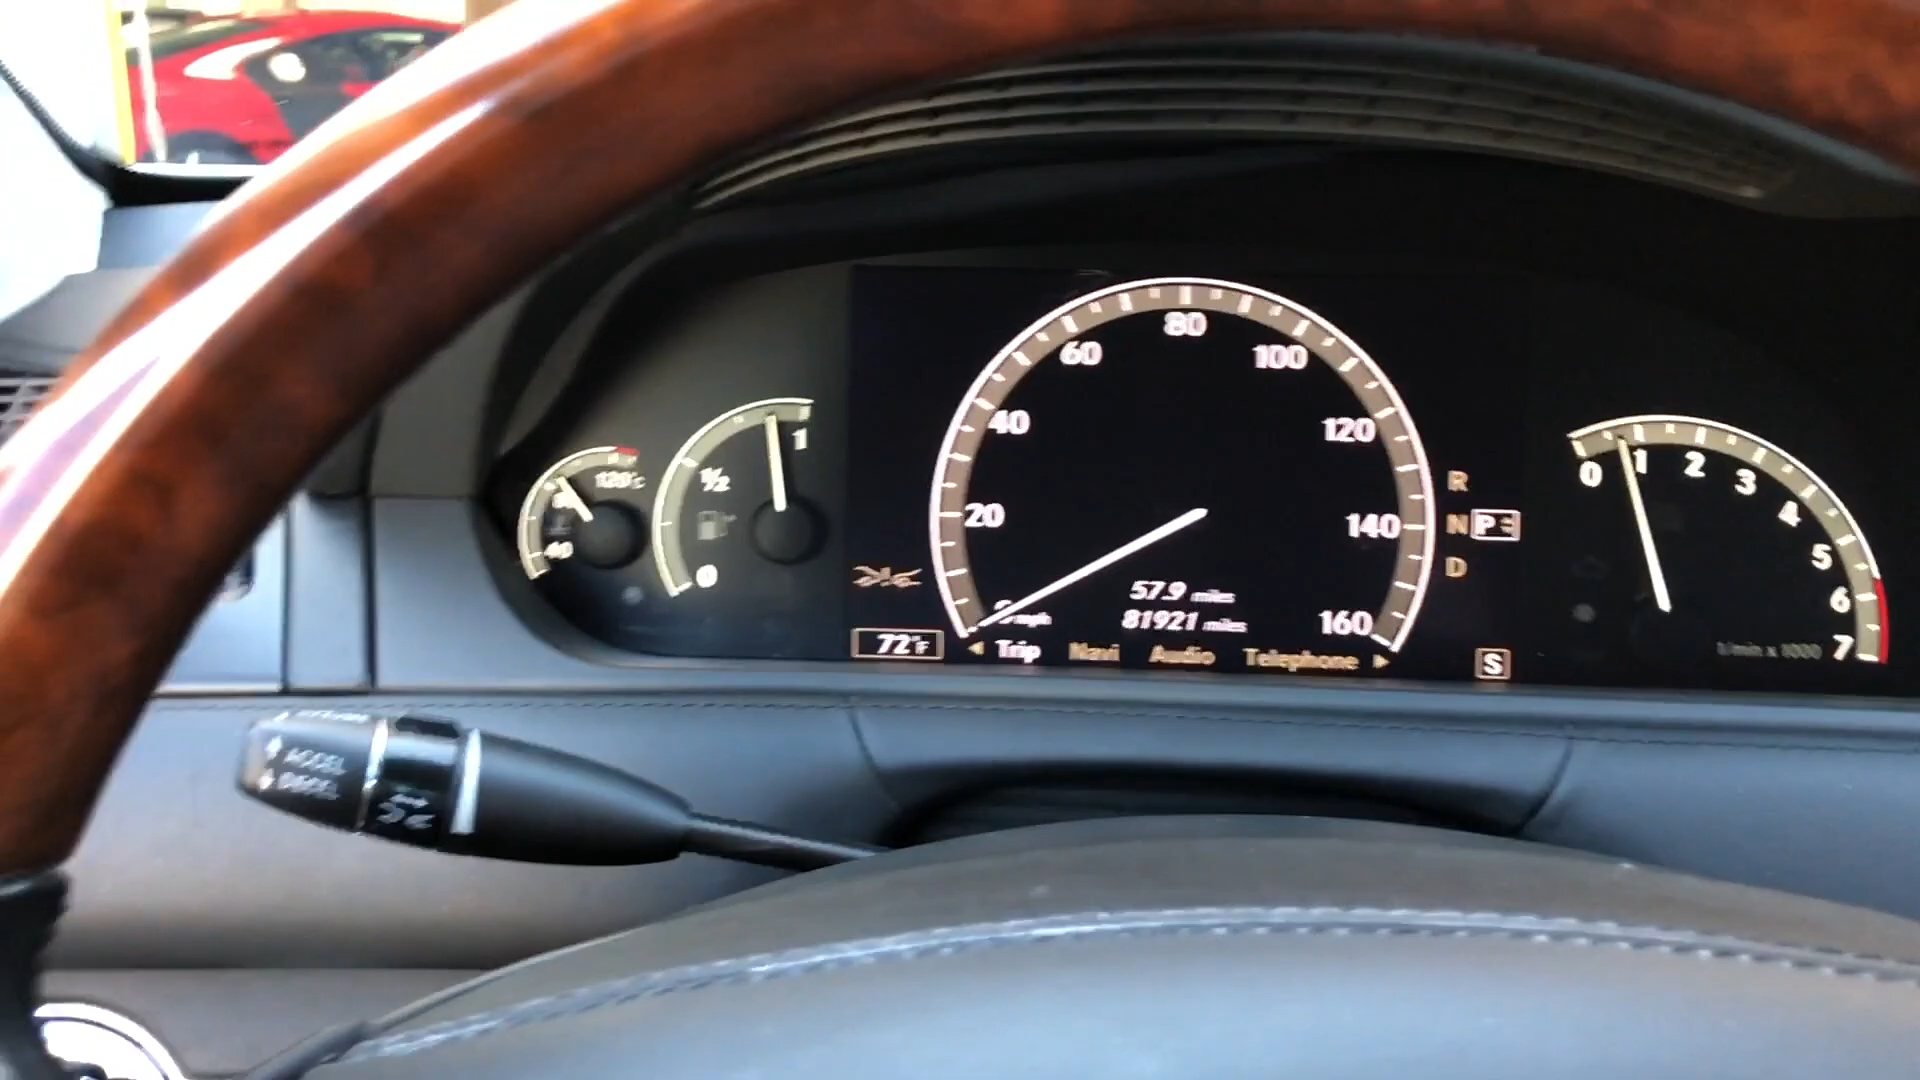 80
60 100
40 120
1
0 1 2 3 4 5 6 7
120°C
½
R
20 140 N P
40
D
0
57.9 miles
mph 81921 miles 160
72°F Trip Navi Audio Telephone S
1/min x 1000
ACCEL
DECEL